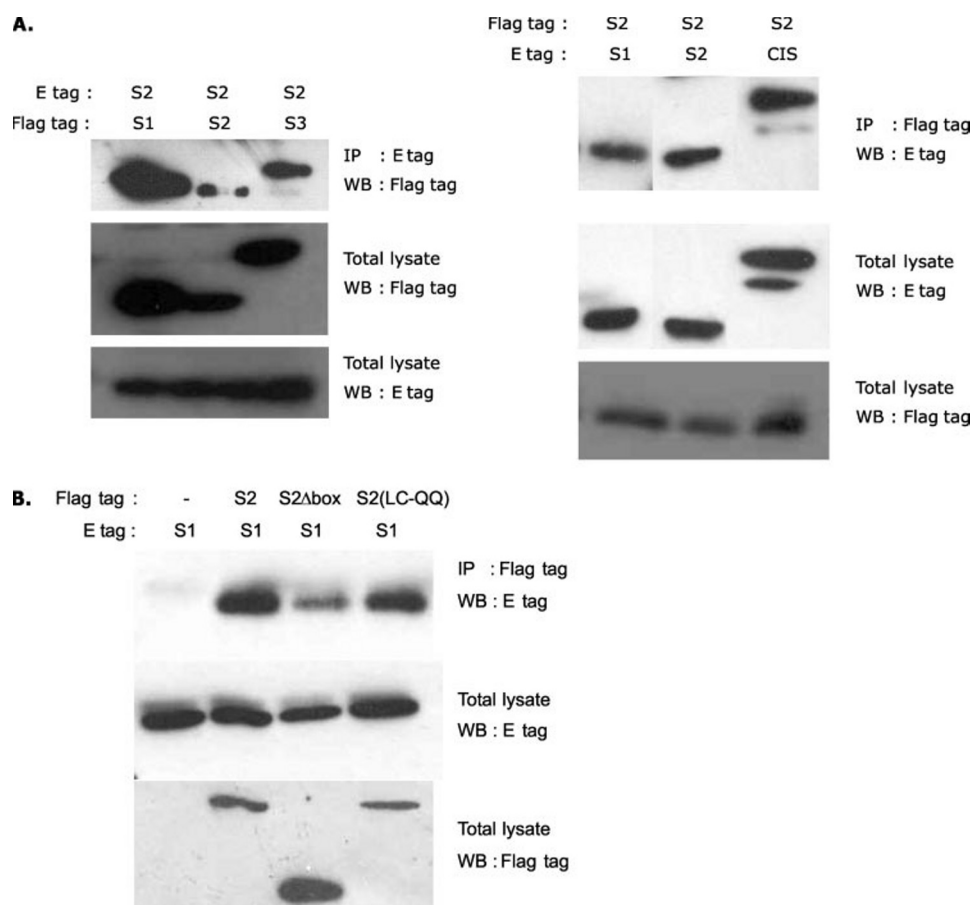 A.
E tag : S2 S2 S2
Flag tag : S1 S2 S3
IP : E tag
WB : Flag tag
Total lysate
WB : Flag tag
Total lysate
WB : E tag
Flag tag : S2 S2 S2
E tag : S1 S2 CIS
IP : Flag tag
WB : E tag
Total lysate
WB : E tag
Total lysate
WB : Flag tag
B.
Flag tag : - S2 S2Δbox S2(LC-QQ)
E tag : S1 S1 S1 S1
IP : Flag tag
WB : E tag
Total lysate
WB : E tag
Total lysate
WB : Flag tag